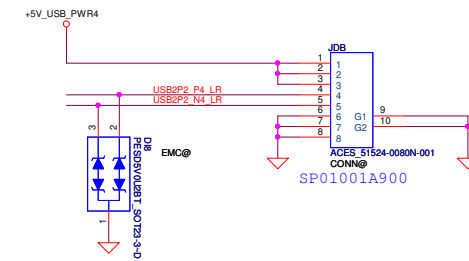 +5V_USB_PWR4
JDB
1 1
2 2
3 3
USB2P2_P4_LR 4 4
USB2P2_N4_LR 5 5
6 6 G1 9
7 7 G2 10
8 8
3 2
DI8
PESD5V0U2BT_SOT23-3~D
EMC@
1
ACES_51524-0080N-001
CONN@
SP01001A900